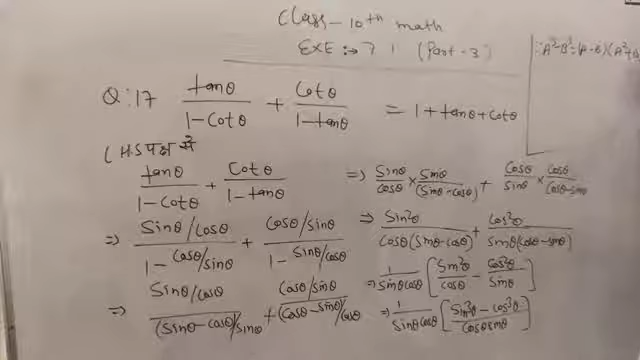 Class - 10th math
EXE :→ 7.1 (Part-3)
∴ A³-B³=(A-B)(A²+B
Q:17 tanθ/(1-Cotθ) + Cotθ/(1-tanθ) = 1+tanθ+cotθ
LHSपक्ष में
tanθ/(1-Cotθ) + Cotθ/(1-tanθ)
⇒ (Sinθ/Cosθ)/(1-Cosθ/Sinθ) + (Cosθ/Sinθ)/(1-Sinθ/Cosθ)
⇒ (Sinθ/Cosθ)/((Sinθ-Cosθ)/Sinθ) + (Cosθ/Sinθ)/((Cosθ-Sinθ)/Cosθ)
⇒ Sinθ/Cosθ × Sinθ/(Sinθ-Cosθ) + Cosθ/Sinθ × Cosθ/(Cosθ-Sinθ
⇒ Sin²θ/(Cosθ(Sinθ-Cosθ)) + Cos²θ/(Sinθ(Cosθ-Sinθ)
⇒ 1/(SinθCosθ) [Sin²θ/Cosθ - Cos²θ/Sinθ]
⇒ 1/(SinθCosθ) [(Sin³θ-Cos³θ)/(CosθSinθ)]